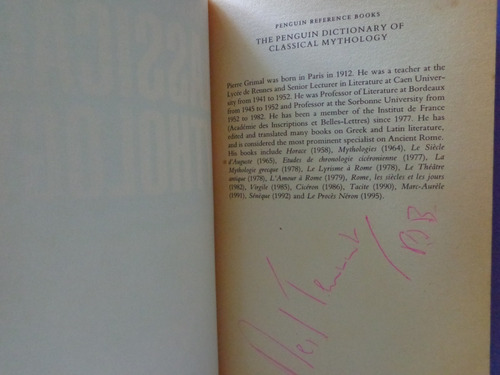 PENGUIN REFERENCE BOOKS
THE PENGUIN DICTIONARY OF
CLASSICAL MYTHOLOGY
Pierre Grimal was born in Paris in 1912. He was a teacher at the
Lycée de Rennes and Senior Lecturer in Literature at Caen Univer-
sity from 1941 to 1952. He was Professor of Literature at Bordeaux
from 1945 to 1952 and Professor at the Sorbonne University from
1952 to 1982. He has been a member of the Institut de France
(Académie des Inscriptions et Belles-Lettres) since 1977. He has
edited and translated many books on Greek and Latin literature,
and is considered the most prominent specialist on Ancient Rome.
His books include Horace (1958), Mythologies (1964), Le Siècle
d'Auguste (1965), Etudes de chronologie cicéronienne (1977), La
Mythologie grecque (1978), Le Lyrisme à Rome (1978), Le Théâtre
antique (1978), L'Amour à Rome (1979), Rome, les siècles et les jours
(1982), Virgile (1985), Cicéron (1986), Tacite (1990), Marc-Aurèle
(1991), Sénèque (1992) and Le Procès Néron (1995).
Neil Tennant